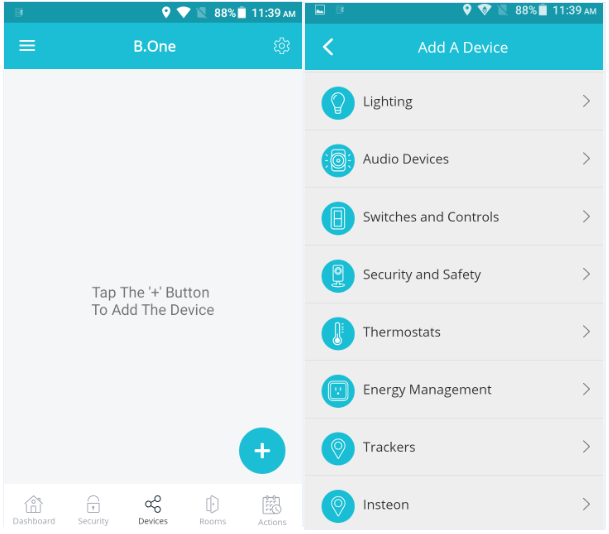 88% 11:39 AM
B.One
Tap The '+' Button
To Add The Device
+
Dashboard Security Devices Rooms Actions
88% 11:39 AM
Add A Device
Lighting
Audio Devices
Switches and Controls
Security and Safety
Thermostats
Energy Management
Trackers
Insteon